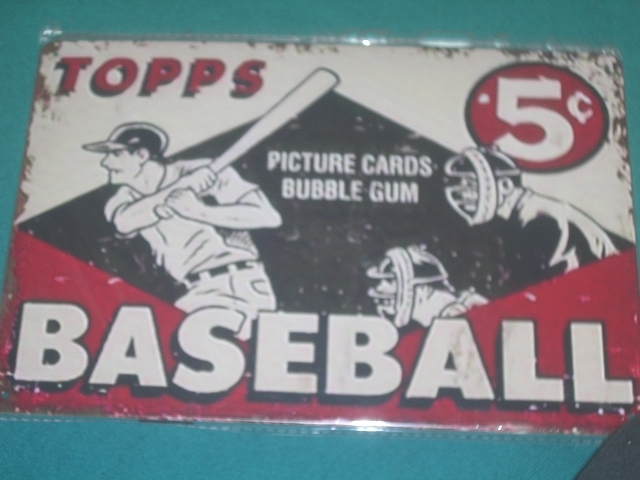 TOPPS
5¢
PICTURE CARDS
BUBBLE GUM
BASEBALL